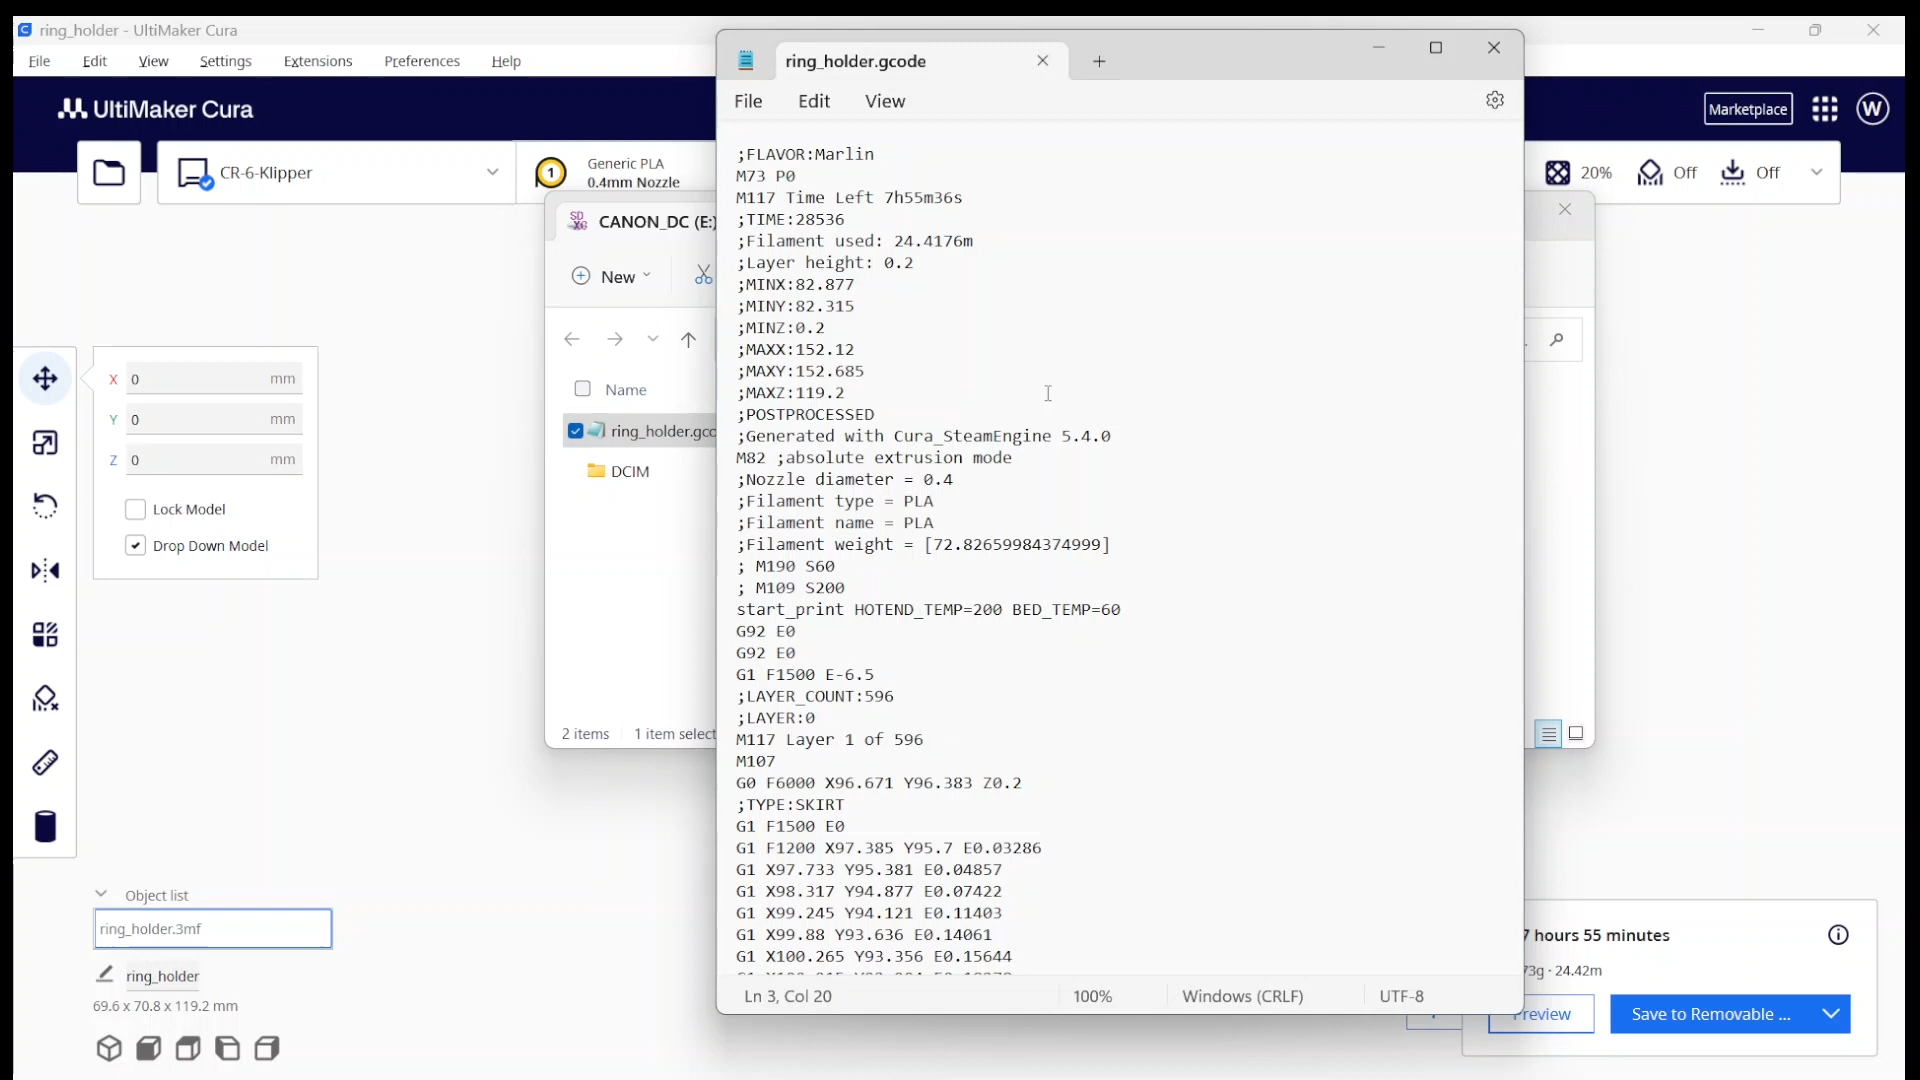 ring_holder - UltiMaker Cura
File Edit View Settings Extensions Preferences Help
UltiMaker Cura
Marketplace
W
CR-6-Klipper
1
Generic PLA
0.4mm Nozzle
20%
Off
Off
CANON_DC (E:)
New
Name
ring_holder.gco
DCIM
2 items
1 item select
X 0 mm
Y 0 mm
Z 0 mm
Lock Model
Drop Down Model
Object list
ring_holder.3mf
ring_holder
69.6 x 70.8 x 119.2 mm
ring_holder.gcode
File Edit View
;FLAVOR:Marlin
M73 P0
M117 Time Left 7h55m36s
;TIME:28536
;Filament used: 24.4176m
;Layer height: 0.2
;MINX:82.877
;MINY:82.315
;MINZ:0.2
;MAXX:152.12
;MAXY:152.685
;MAXZ:119.2
;POSTPROCESSED
;Generated with Cura_SteamEngine 5.4.0
M82 ;absolute extrusion mode
;Nozzle diameter = 0.4
;Filament type = PLA
;Filament name = PLA
;Filament weight = [72.82659984374999]
; M190 S60
; M109 S200
start_print HOTEND_TEMP=200 BED_TEMP=60
G92 E0
G92 E0
G1 F1500 E-6.5
;LAYER_COUNT:596
;LAYER:0
M117 Layer 1 of 596
M107
G0 F6000 X96.671 Y96.383 Z0.2
;TYPE:SKIRT
G1 F1500 E0
G1 F1200 X97.385 Y95.7 E0.03286
G1 X97.733 Y95.381 E0.04857
G1 X98.317 Y94.877 E0.07422
G1 X99.245 Y94.121 E0.11403
G1 X99.88 Y93.636 E0.14061
G1 X100.265 Y93.356 E0.15644
Ln 3, Col 20
100%
Windows (CRLF)
UTF-8
7 hours 55 minutes
73g · 24.42m
Preview
Save to Removable ...